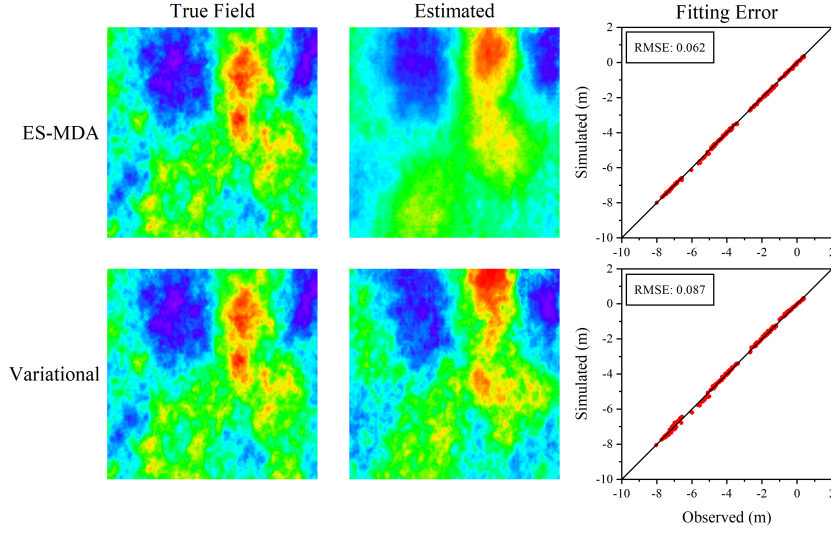 True Field
Estimated
Fitting Error
ES-MDA
RMSE: 0.062
Simulated (m)
2
0
-2
-4
-6
-8
-10
-10 -8 -6 -4 -2 0 2
Variational
RMSE: 0.087
Simulated (m)
2
0
-2
-4
-6
-8
-10
-10 -8 -6 -4 -2 0 2
Observed (m)